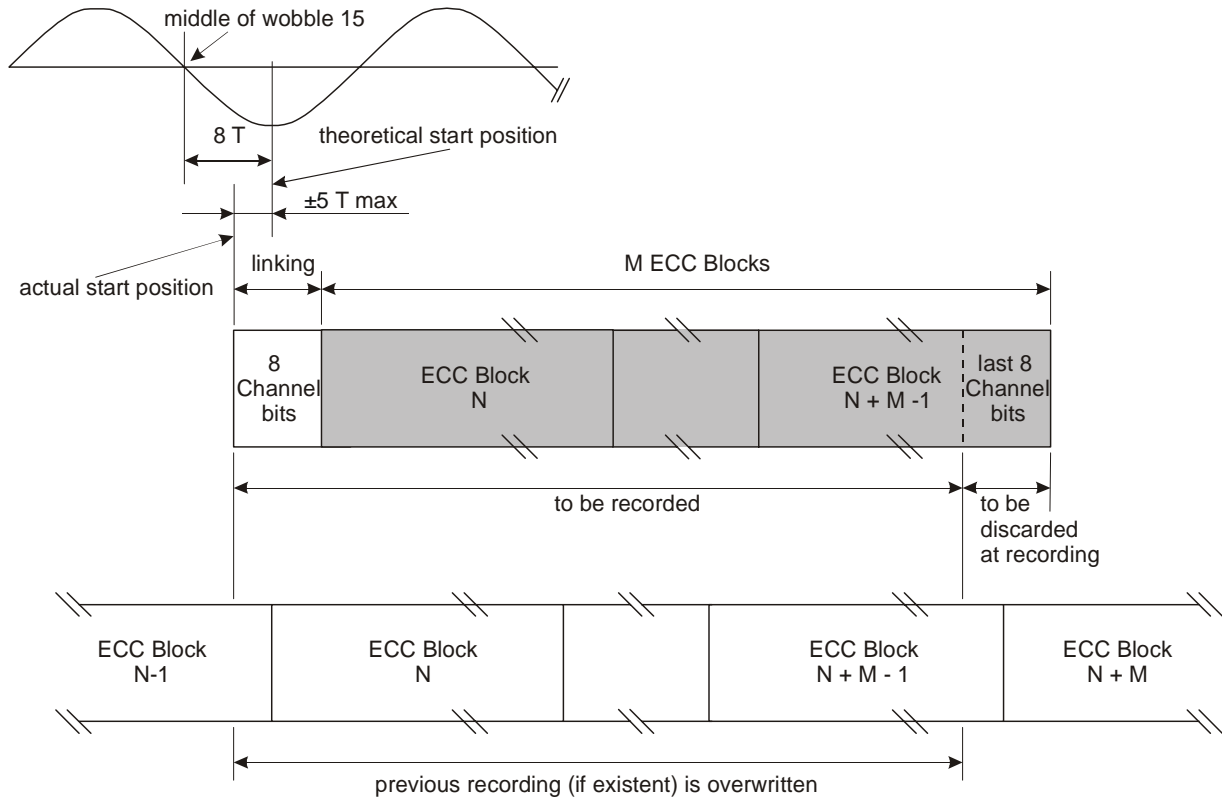 middle of wobble 15
8 T
theoretical start position
±5 T max
actual start position
linking
M ECC Blocks
8
Channel
bits
ECC Block
N
ECC Block
N + M -1
last 8
Channel
bits
to be recorded
to be
discarded
at recording
ECC Block
N-1
ECC Block
N
ECC Block
N + M - 1
ECC Block
N + M
previous recording (if existent) is overwritten